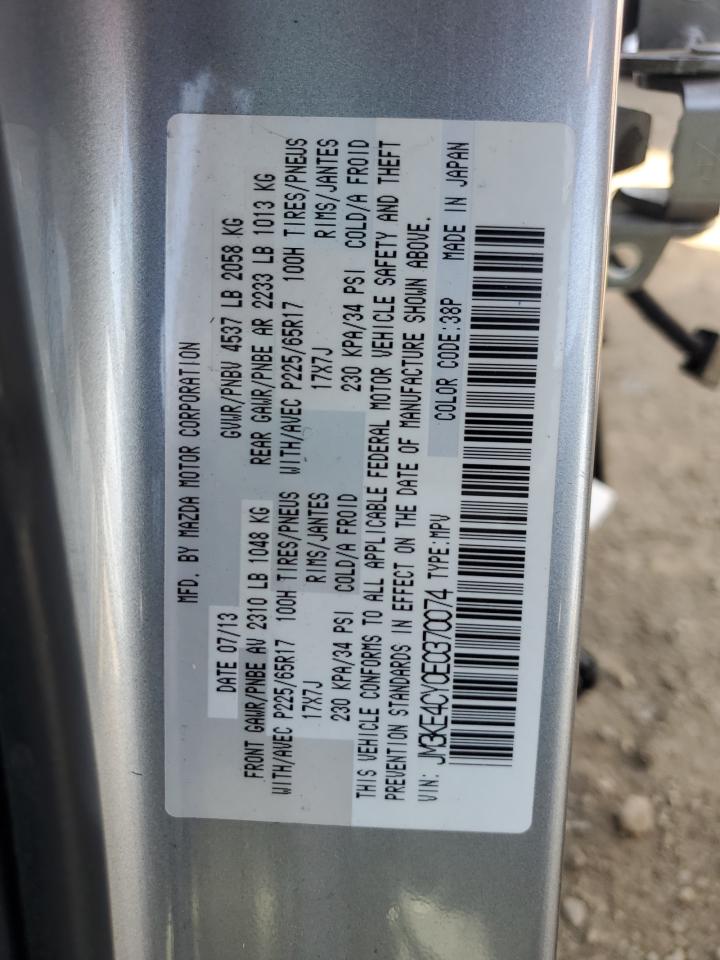 MFD. BY MAZDA MOTOR CORPORATION
DATE 07/13 GVWR/PNBV 4537 LB 2058 KG
FRONT GAWR/PNBE AV 2310 LB 1048 KG REAR GAWR/PNBE AR 2233 LB 1013 KG
WITH/AVEC P225/65R17 100H TIRES/PNEUS WITH/AVEC P225/65R17 100H TIRES/PNEUS
17X7J RIMS/JANTES 17X7J RIMS/JANTES
230 KPA/34 PSI COLD/A FROID 230 KPA/34 PSI COLD/A FROID
THIS VEHICLE CONFORMS TO ALL APPLICABLE FEDERAL MOTOR VEHICLE SAFETY AND THEFT
PREVENTION STANDARDS IN EFFECT ON THE DATE OF MANUFACTURE SHOWN ABOVE.
VIN: JM3KE4CY0E0370074 TYPE:MPV COLOR CODE:38P MADE IN JAPAN